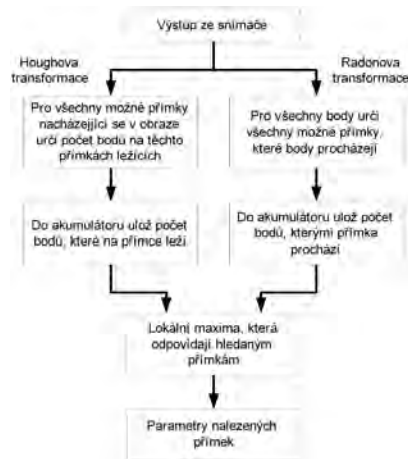 Výstup ze snímače
Houghova
transformace
Radonova
transformace
Pro všechny možné přímky
nacházející se v obraze
určí počet bodů na těchto
přímkách ležících
Pro všechny body urči
všechny možné přímky,
které body procházejí
Do akumulátoru ulož počet
bodů, které na přímce leží
Do akumulátoru ulož počet
bodů, kterými přímka
prochází
Lokální maxima, která
odpovídají hledaným
přímkám
Parametry nalezených
přímek